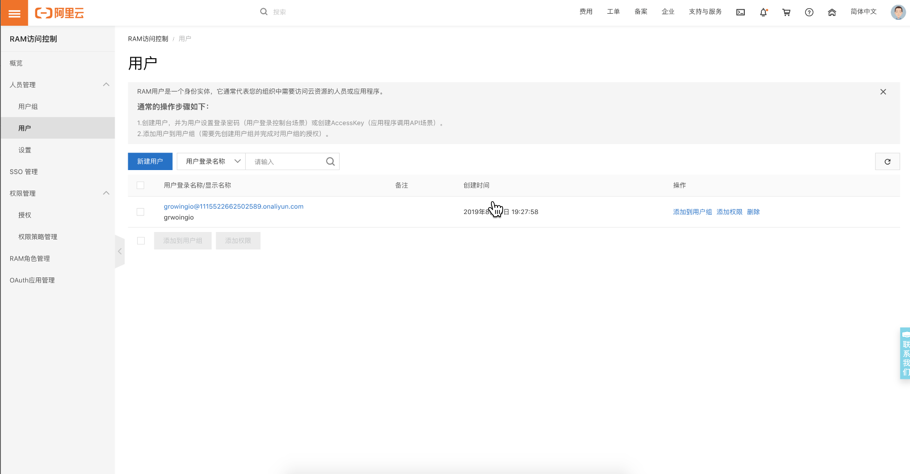 阿里云
搜索
费用 工单 备案 企业 支持与服务 简体中文
RAM访问控制
概览
人员管理
用户组
用户
设置
SSO 管理
权限管理
授权
权限策略管理
RAM角色管理
OAuth应用管理
RAM访问控制 / 用户
用户
RAM用户是一个身份实体，它通常代表您的组织中需要访问云资源的人员或应用程序。
通常的操作步骤如下：
1.创建用户，并为用户设置登录密码（用户登录控制台场景）或创建AccessKey（应用程序调用API场景）。
2.添加用户到用户组（需要先创建用户组并完成对用户组的授权）。
新建用户 用户登录名称 请输入
用户登录名称/显示名称 备注 创建时间 操作
growingio@1115522662502589.onaliyun.com
grwoingio
2019年8 日 19:27:58
添加到用户组 添加权限 删除
添加到用户组 添加权限
联系我们